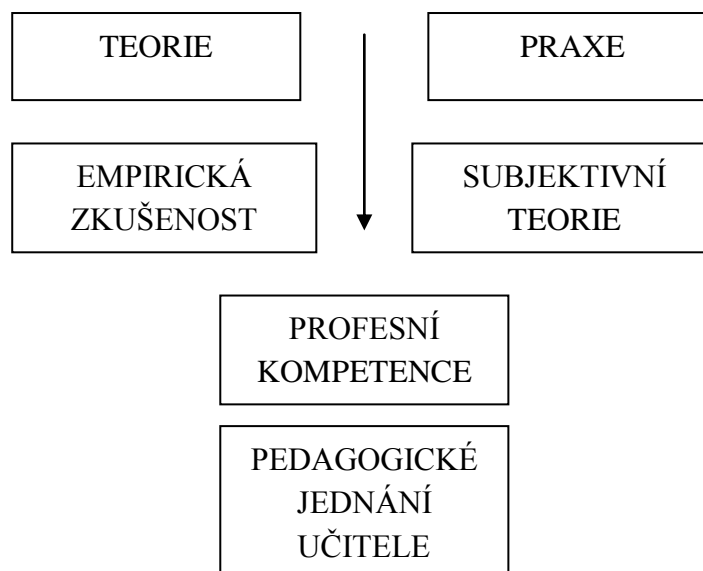 TEORIE
PRAXE
EMPIRICKÁ
ZKUŠENOST
SUBJEKTIVNÍ
TEORIE
PROFESNÍ
KOMPETENCE
PEDAGOGICKÉ
JEDNÁNÍ
UČITELE